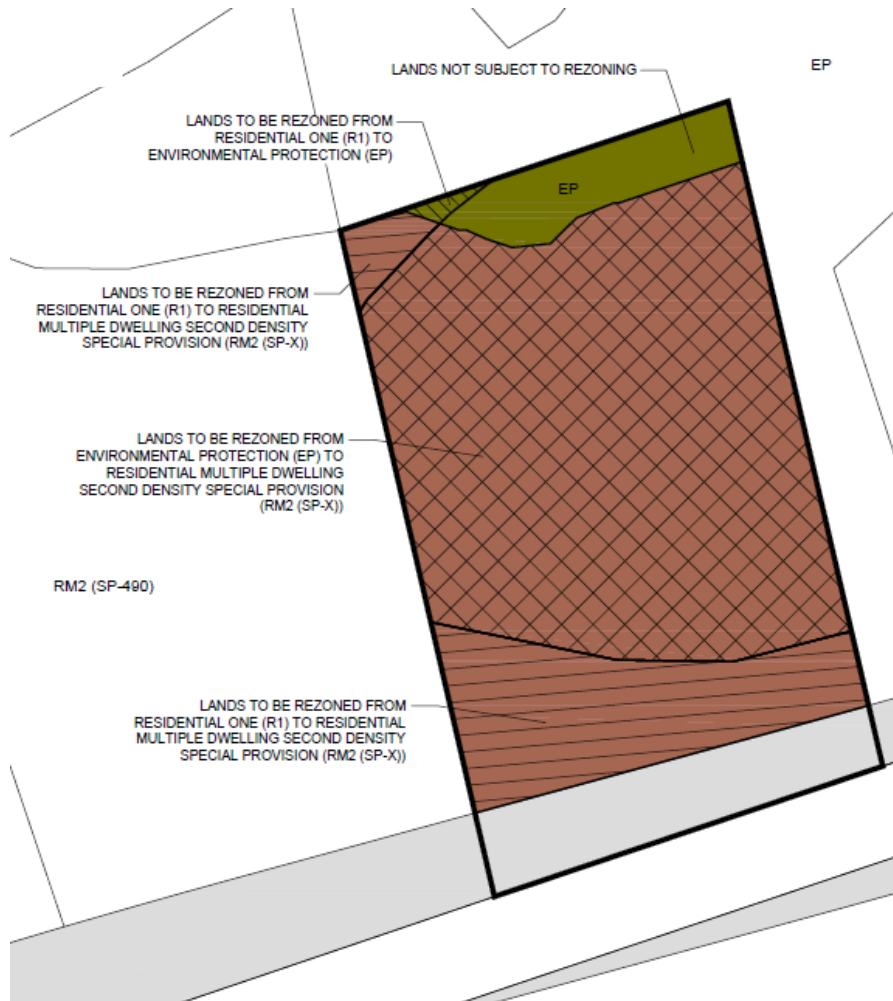 LANDS NOT SUBJECT TO REZONING
EP
LANDS TO BE REZONED FROM
RESIDENTIAL ONE (R1) TO
ENVIRONMENTAL PROTECTION (EP)
EP
LANDS TO BE REZONED FROM
RESIDENTIAL ONE (R1) TO RESIDENTIAL
MULTIPLE DWELLING SECOND DENSITY
SPECIAL PROVISION (RM2 (SP-X))
LANDS TO BE REZONED FROM
ENVIRONMENTAL PROTECTION (EP) TO
RESIDENTIAL MULTIPLE DWELLING
SECOND DENSITY SPECIAL PROVISION
(RM2 (SP-X))
RM2 (SP-490)
LANDS TO BE REZONED FROM
RESIDENTIAL ONE (R1) TO RESIDENTIAL
MULTIPLE DWELLING SECOND DENSITY
SPECIAL PROVISION (RM2 (SP-X))